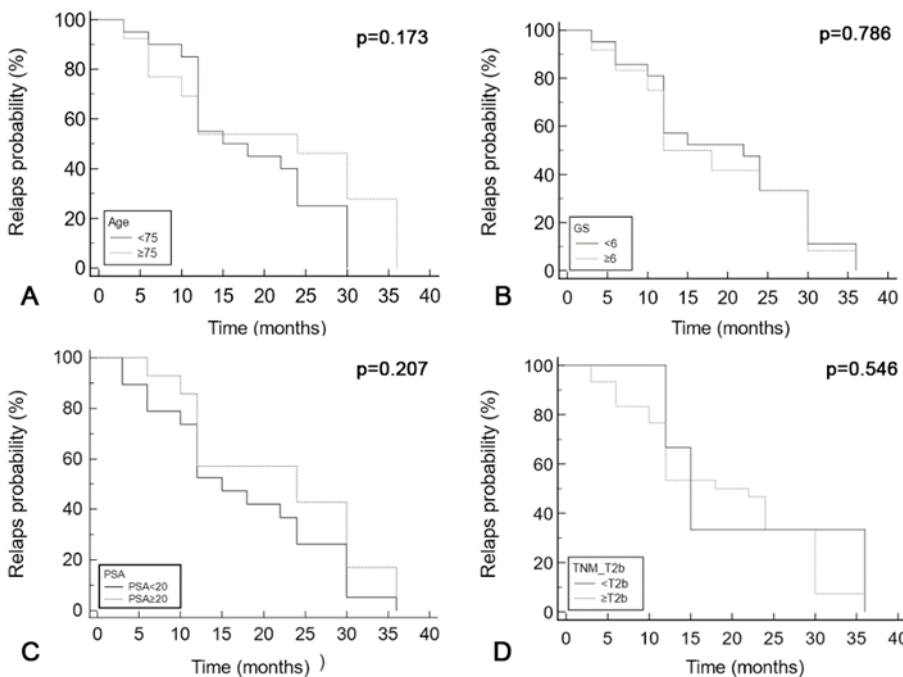 100
80
60
40
20
0
Relaps probability (%)
p=0.173
Age
<75
≥75
A
0 5 10 15 20 25 30 35 40
Time (months)
100
80
60
40
20
0
Relaps probability (%)
p=0.786
GS
<6
≥6
B
0 5 10 15 20 25 30 35 40
Time (months)
100
80
60
40
20
0
Relaps probability (%)
p=0.207
PSA
PSA<20
PSA≥20
C
0 5 10 15 20 25 30 35 40
Time (months) )
100
80
60
40
20
0
Relaps probability (%)
p=0.546
TNM_T2b
<T2b
≥T2b
D
0 5 10 15 20 25 30 35 40
Time (months)